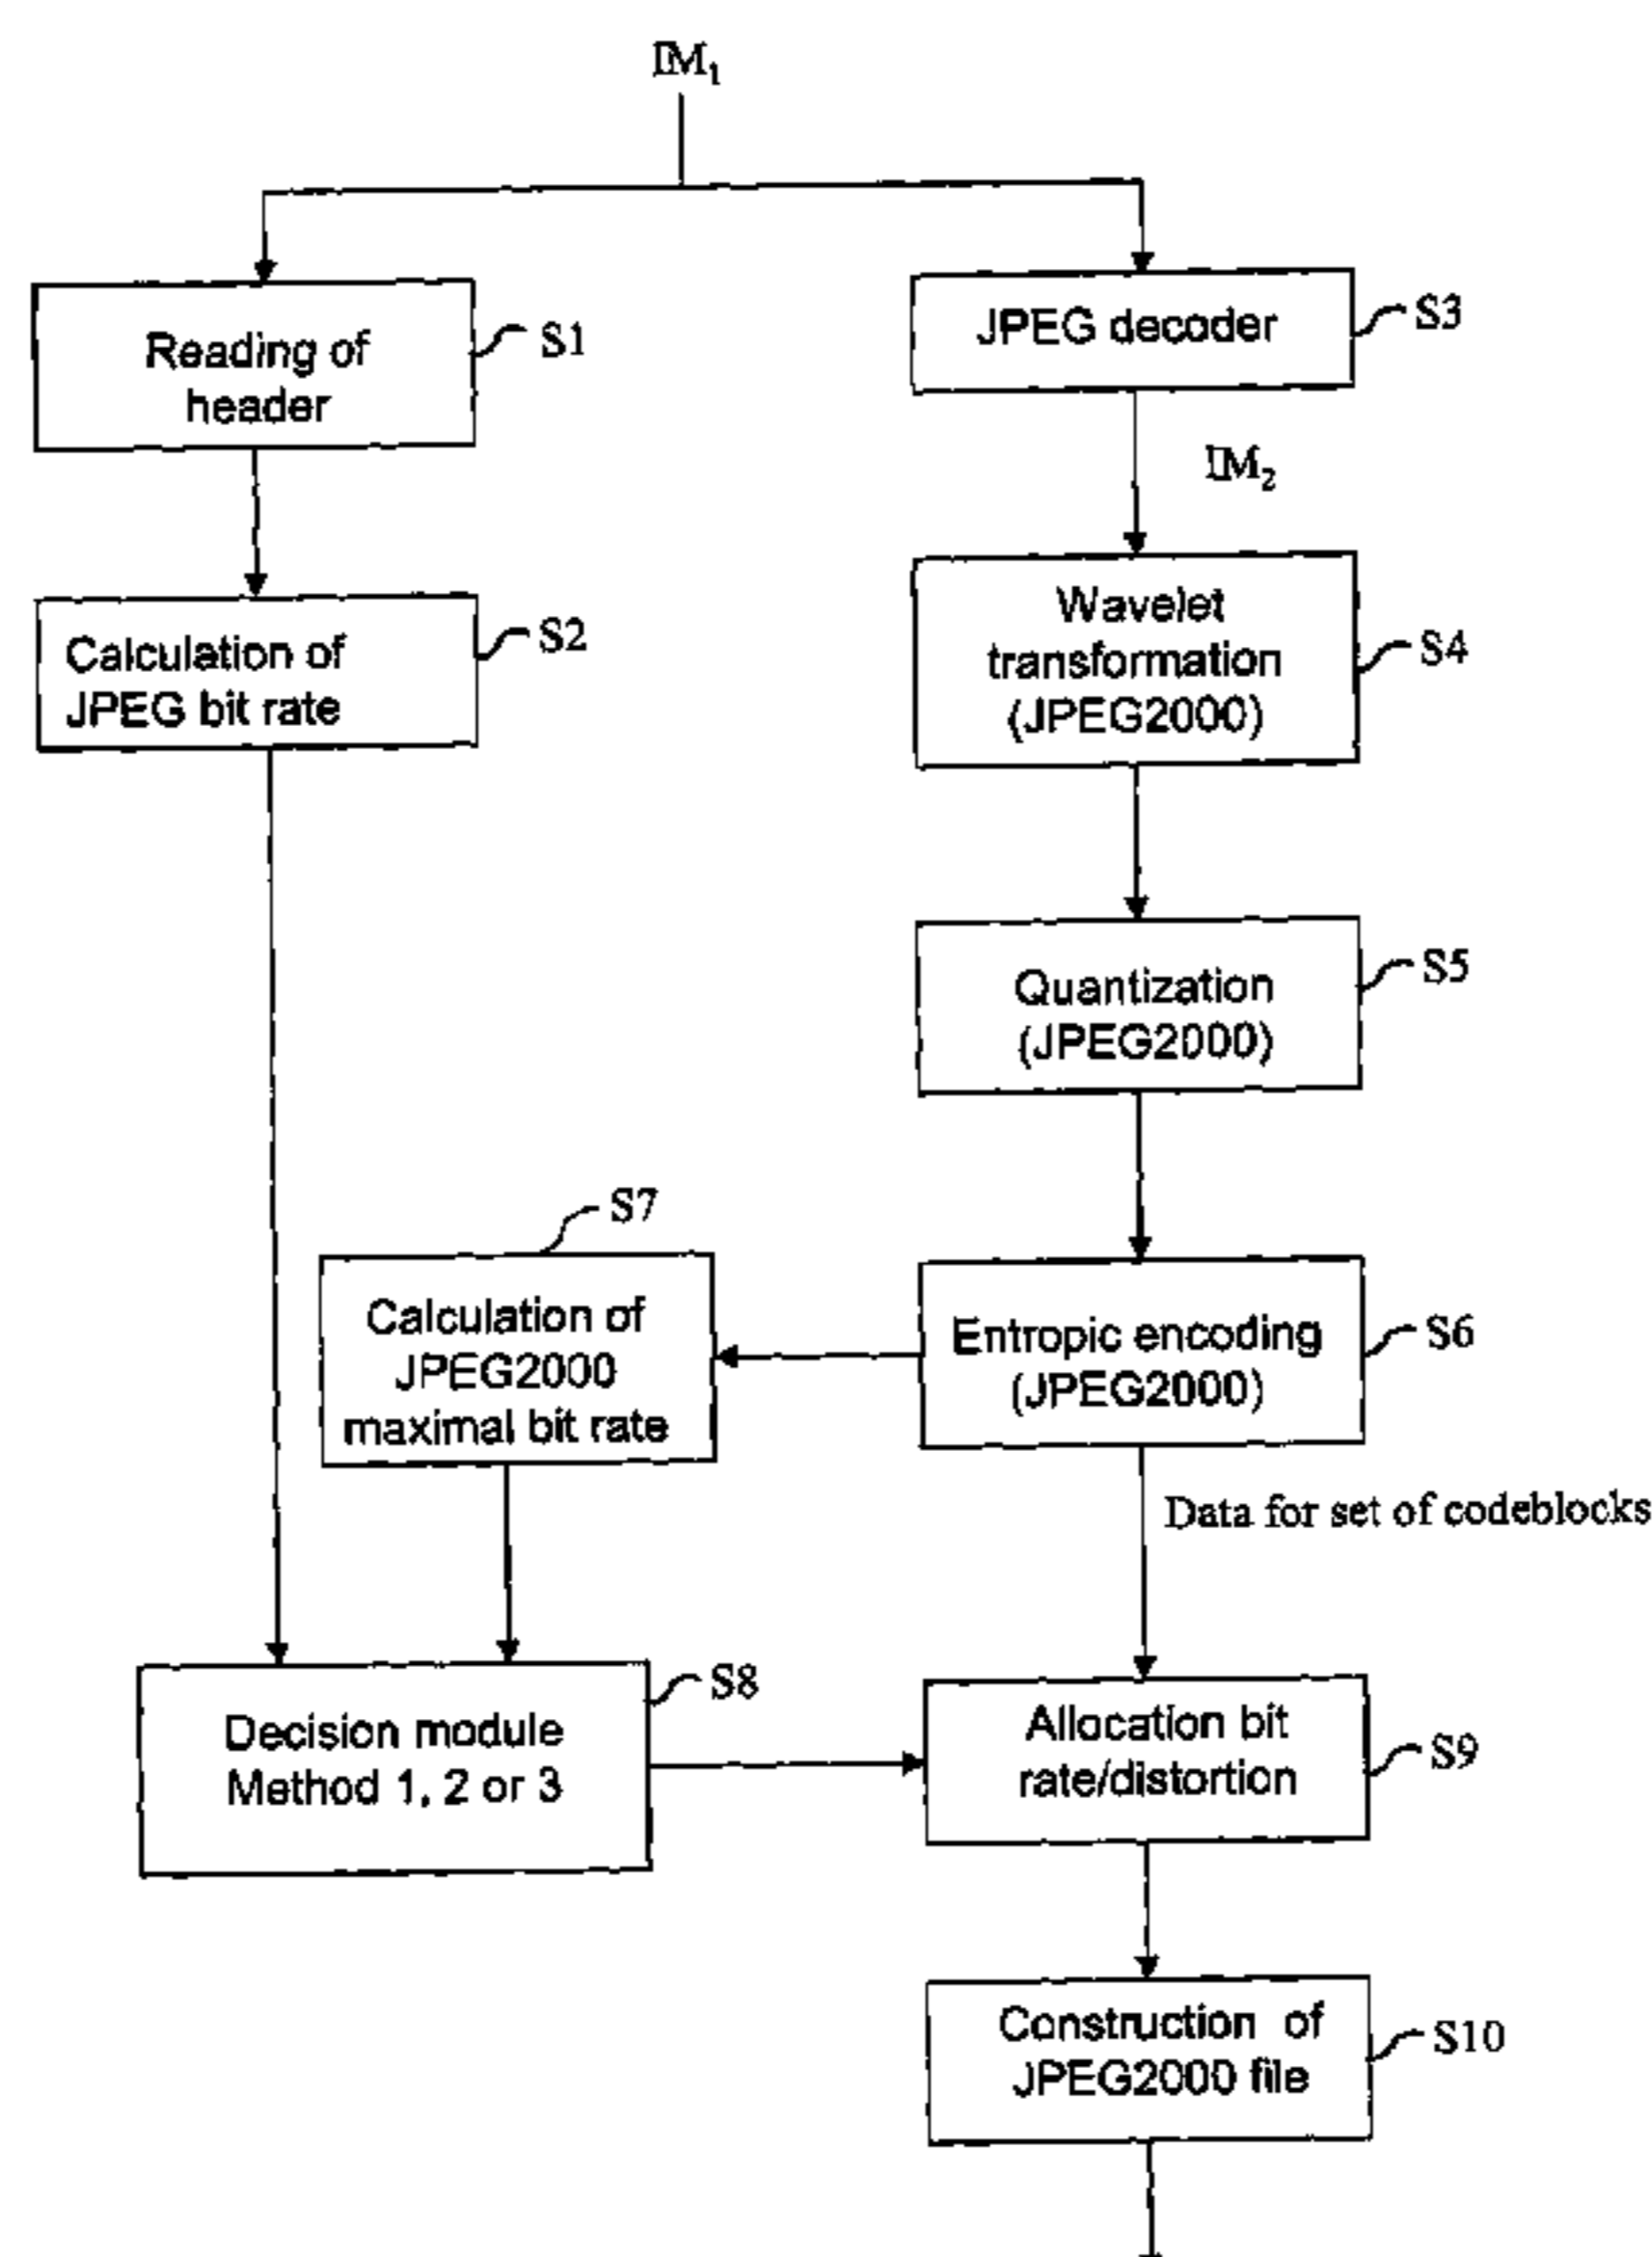 IM₁
Reading of
header
S1
JPEG decoder
S3
IM₂
Calculation of
JPEG bit rate
S2
Wavelet
transformation
(JPEG2000)
S4
Quantization
(JPEG2000)
S5
S7
Calculation of
JPEG2000
maximal bit rate
Entropic encoding
(JPEG2000)
S6
Data for set of codeblocks
Decision module
Method 1, 2 or 3
S8
Allocation bit
rate/distortion
S9
Construction of
JPEG2000 file
S10